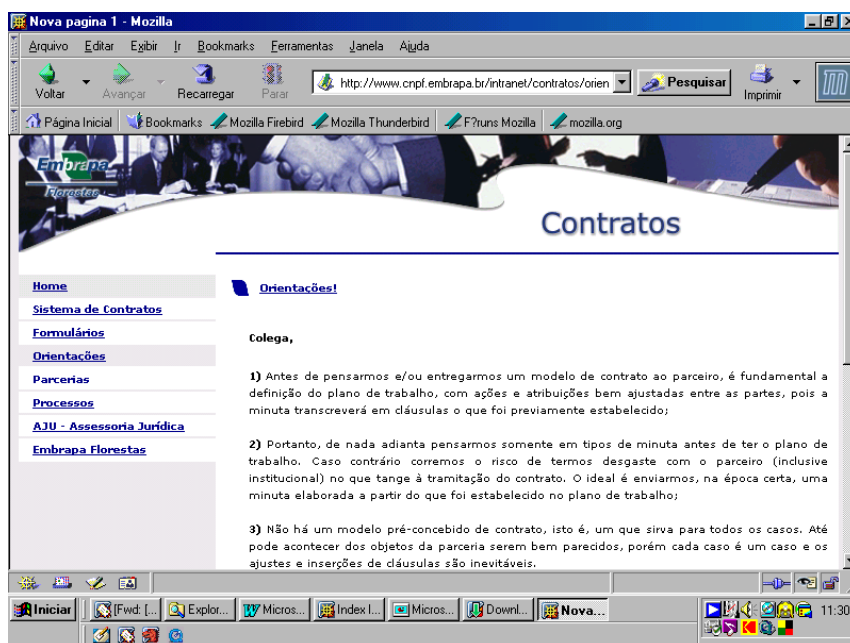 Nova pagina 1 - Mozilla
Arquivo Editar Exibir Ir Bookmarks Ferramentas Janela Ajuda
Voltar Avançar Recarregar Parar http://www.cnpf.embrapa.br/intranet/contratos/orien Pesquisar Imprimir
Página Inicial Bookmarks Mozilla Firebird Mozilla Thunderbird F?runs Mozilla mozilla.org
Embrapa
Florestas
Contratos
Home
Sistema de Contratos
Formulários
Orientações
Parcerias
Processos
AJU - Assessoria Jurídica
Embrapa Florestas
Orientações!
Colega,
1) Antes de pensarmos e/ou entregarmos um modelo de contrato ao parceiro, é fundamental a
definição do plano de trabalho, com ações e atribuições bem ajustadas entre as partes, pois a
minuta transcreverá em cláusulas o que foi previamente estabelecido;
2) Portanto, de nada adianta pensarmos somente em tipos de minuta antes de ter o plano de
trabalho. Caso contrário corremos o risco de termos desgaste com o parceiro (inclusive
institucional) no que tange à tramitação do contrato. O ideal é enviarmos, na época certa, uma
minuta elaborada a partir do que foi estabelecido no plano de trabalho;
3) Não há um modelo pré-concebido de contrato, isto é, um que sirva para todos os casos. Até
pode acontecer dos objetos da parceria serem bem parecidos, porém cada caso é um caso e os
ajustes e inserções de cláusulas são inevitáveis.
Iniciar [Fwd: [... Explor... Micros... Index I... Micros... Downl... Nova... 11:30